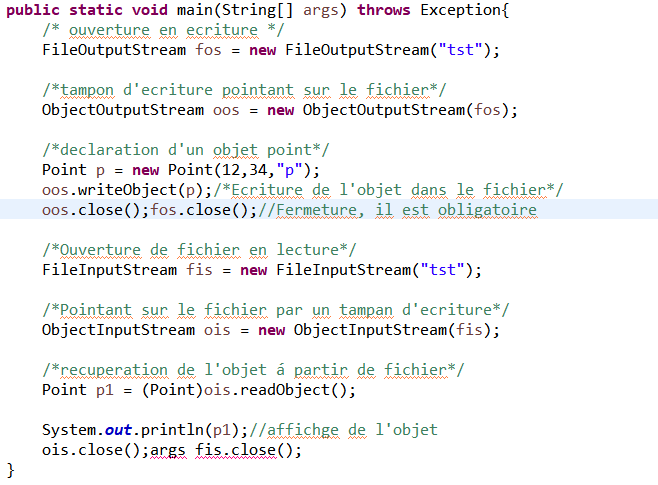 public static void main(String[] args) throws Exception{
/* ouverture en ecriture */
FileOutputStream fos = new FileOutputStream("tst");
/*tampon d'ecriture pointant sur le fichier*/
ObjectOutputStream oos = new ObjectOutputStream(fos);
/*declaration d'un objet point*/
Point p = new Point(12,34,"p");
oos.writeObject(p);/*Ecriture de l'objet dans le fichier*/
oos.close();fos.close();//Fermeture, il est obligatoire
/*Ouverture de fichier en lecture*/
FileInputStream fis = new FileInputStream("tst");
/*Pointant sur le fichier par un tampan d'ecriture*/
ObjectInputStream ois = new ObjectInputStream(fis);
/*recuperation de l'objet á partir de fichier*/
Point p1 = (Point)ois.readObject();
System.out.println(p1);//affichge de l'objet
ois.close();args fis.close();
}